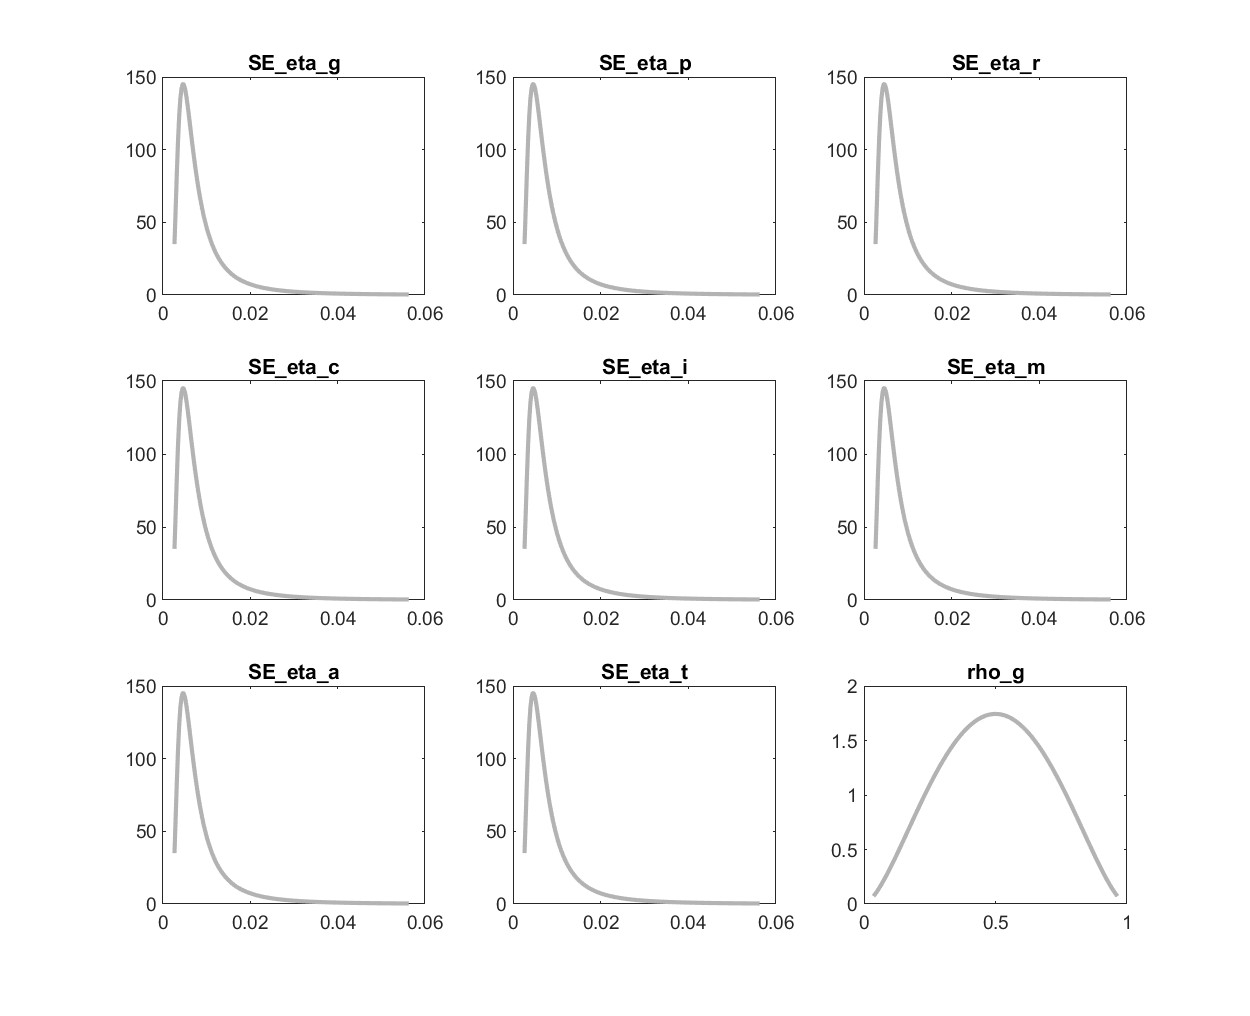 SE_eta_g SE_eta_p SE_eta_r
150 150 150
100 100 100
50 50 50
0 0 0
0 0.02 0.04 0.06 0 0.02 0.04 0.06 0 0.02 0.04 0.06
SE_eta_c SE_eta_i SE_eta_m
150 150 150
100 100 100
50 50 50
0 0 0
0 0.02 0.04 0.06 0 0.02 0.04 0.06 0 0.02 0.04 0.06
SE_eta_a SE_eta_t rho_g
150 150 2
1.5
100 100
1
50 50
0.5
0 0 0
0 0.02 0.04 0.06 0 0.02 0.04 0.06 0 0.5 1